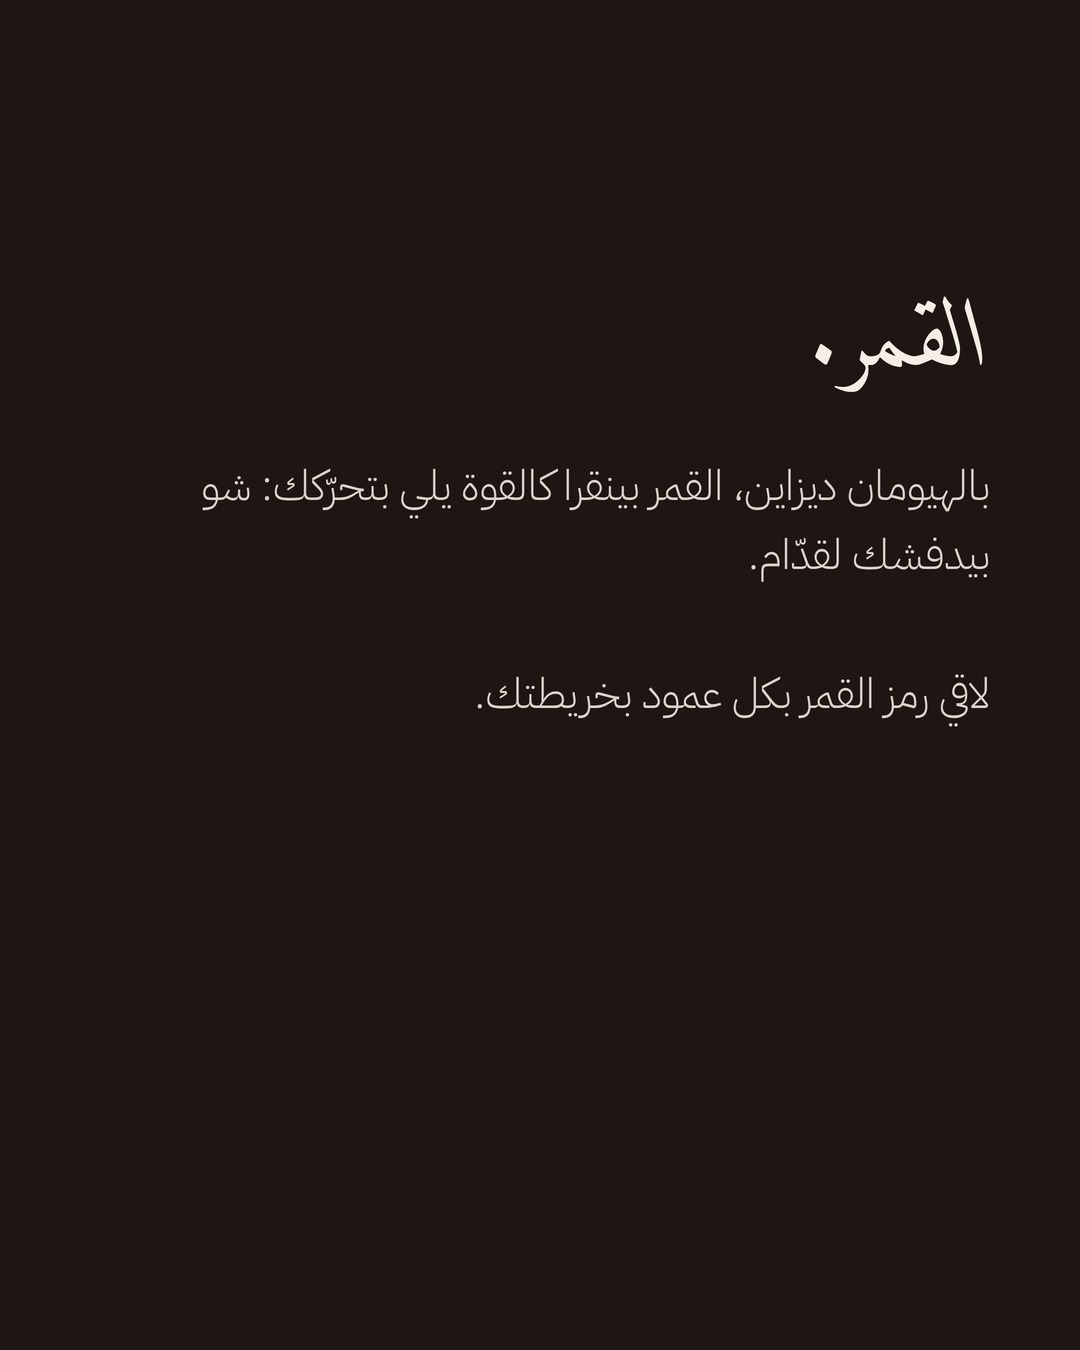 القمر.
بالهيومان ديزاين، القمر بينقرا كالقوة يلي بتحرّكك: شو
بيدفشك لقدّام.
لاقي رمز القمر بكل عمود بخريطتك.